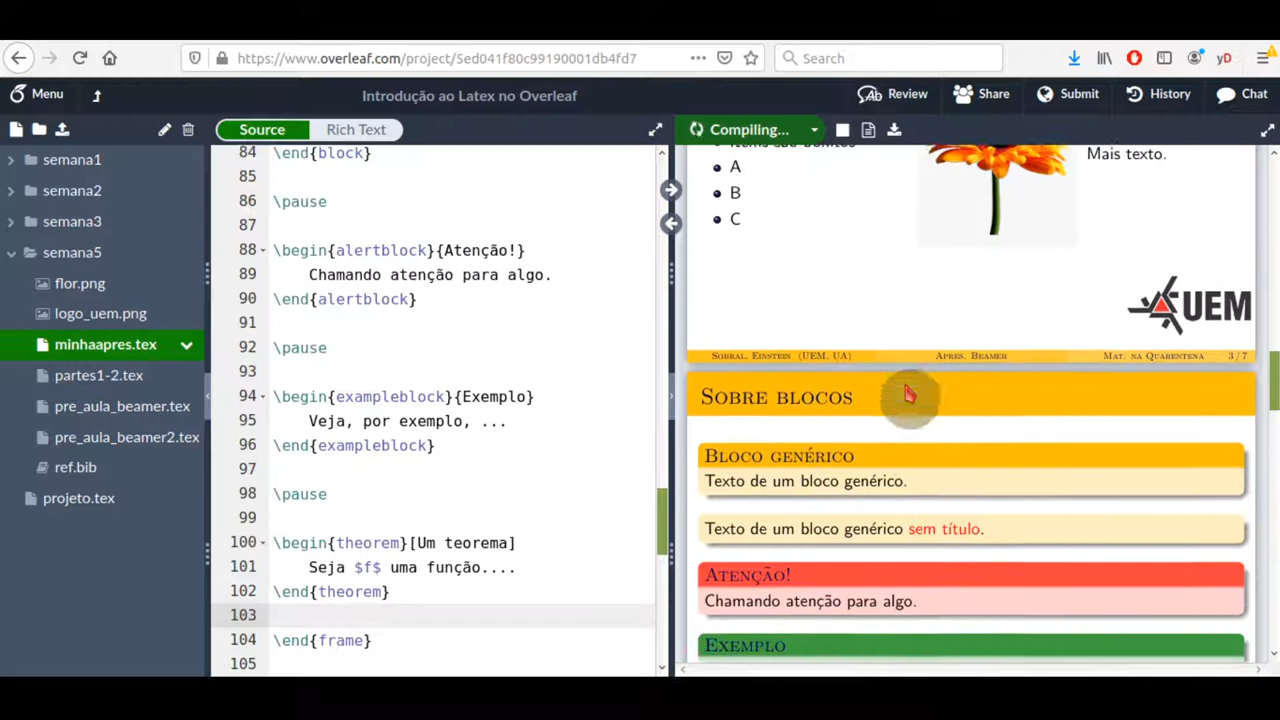 https://www.overleaf.com/project/5ed041f80c99190001db4fd7
Search
Menu
Introdução ao Latex no Overleaf
Review
Share
Submit
History
Chat
Source
Rich Text
Compiling...
semana1
semana2
semana3
semana5
flor.png
logo_uem.png
minhaapres.tex
partes1-2.tex
pre_aula_beamer.tex
pre_aula_beamer2.tex
ref.bib
projeto.tex
84 \end{block}
85
86 \pause
87
88 \begin{alertblock}{Atenção!}
89 Chamando atenção para algo.
90 \end{alertblock}
91
92 \pause
93
94 \begin{exampleblock}{Exemplo}
95 Veja, por exemplo, ...
96 \end{exampleblock}
97
98 \pause
99
100 \begin{theorem}[Um teorema]
101 Seja $f$ uma função....
102 \end{theorem}
103
104 \end{frame}
105
Itens são bonitos
A
B
C
Mais texto.
UEM
Sobral, Einstein (UEM, UA) Apres. Beamer Mat. na Quarentena 3 / 7
Sobre blocos
Bloco genérico
Texto de um bloco genérico.
Texto de um bloco genérico sem título.
Atenção!
Chamando atenção para algo.
Exemplo